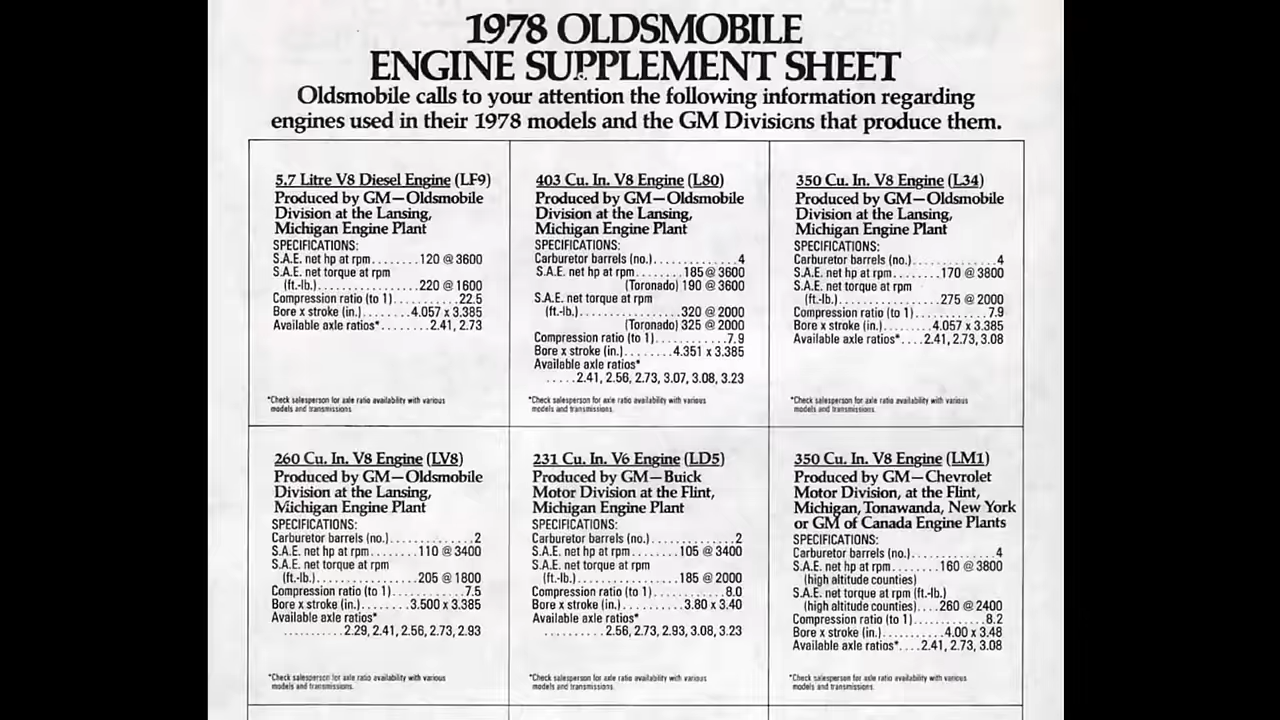 1978 OLDSMOBILE
ENGINE SUPPLEMENT SHEET
Oldsmobile calls to your attention the following information regarding
engines used in their 1978 models and the GM Divisions that produce them.
5,7 Litre V8 Diesel Engine (LF9)
Produced by GM—Oldsmobile
Division at the Lansing,
Michigan Engine Plant
SPECIFICATIONS:
S.A.E. net hp at rpm........120 @ 3600
S.A.E. net torque at rpm
(ft.-lb.)..................220 @ 1600
Compression ratio (to 1)............22.5
Bore x stroke (in.)........4.057 x 3.385
Available axle ratios*........2.41, 2.73
*Check salesperson for axle ratio availability with various
models and transmissions.
403 Cu. In. V8 Engine (L80)
Produced by GM—Oldsmobile
Division at the Lansing,
Michigan Engine Plant
SPECIFICATIONS:
Carburetor barrels (no.)..............4
S.A.E. net hp at rpm........185 @ 3600
(Toronado) 190 @ 3600
S.A.E. net torque at rpm
(ft.-lb.)..................320 @ 2000
(Toronado) 325 @ 2000
Compression ratio (to 1)............7.9
Bore x stroke (in.)........4.351 x 3.385
Available axle ratios*
.....2.41, 2.56, 2.73, 3.07, 3.08, 3.23
*Check salesperson for axle ratio availability with various
models and transmissions.
350 Cu. In. V8 Engine (L34)
Produced by GM—Oldsmobile
Division at the Lansing,
Michigan Engine Plant
SPECIFICATIONS:
Carburetor barrels (no.)..............4
S.A.E. net hp at rpm........170 @ 3800
S.A.E. net torque at rpm
(ft.-lb.)..................275 @ 2000
Compression ratio (to 1)............7.9
Bore x stroke (in.)........4.057 x 3.385
Available axle ratios*....2.41, 2.73, 3.08
*Check salesperson for axle ratio availability with various
models and transmissions.
260 Cu. In. V8 Engine (LV8)
Produced by GM—Oldsmobile
Division at the Lansing,
Michigan Engine Plant
SPECIFICATIONS:
Carburetor barrels (no.)..............2
S.A.E. net hp at rpm........110 @ 3400
S.A.E. net torque at rpm
(ft.-lb.)..................205 @ 1800
Compression ratio (to 1)............7.5
Bore x stroke (in.)........3.500 x 3.385
Available axle ratios*
..........2.29, 2.41, 2.56, 2.73, 2.93
*Check salesperson for axle ratio availability with various
models and transmissions.
231 Cu. In. V6 Engine (LD5)
Produced by GM—Buick
Motor Division at the Flint,
Michigan Engine Plant
SPECIFICATIONS:
Carburetor barrels (no.)..............2
S.A.E. net hp at rpm........105 @ 3400
S.A.E. net torque at rpm
(ft.-lb.)..................185 @ 2000
Compression ratio (to 1)............8.0
Bore x stroke (in.)..........3.80 x 3.40
Available axle ratios*
..........2.56, 2.73, 2.93, 3.08, 3.23
*Check salesperson for axle ratio availability with various
models and transmissions.
350 Cu. In. V8 Engine (LM1)
Produced by GM—Chevrolet
Motor Division, at the Flint,
Michigan, Tonawanda, New York
or GM of Canada Engine Plants
SPECIFICATIONS:
Carburetor barrels (no.)..............4
S.A.E. net hp at rpm........160 @ 3800
(high altitude counties)
S.A.E. net torque at rpm (ft.-lb.)
(high altitude counties)....260 @ 2400
Compression ratio (to 1)............8.2
Bore x stroke (in.)..........4.00 x 3.48
Available axle ratios*....2.41, 2.73, 3.08
*Check salesperson for axle ratio availability with various
models and transmissions.